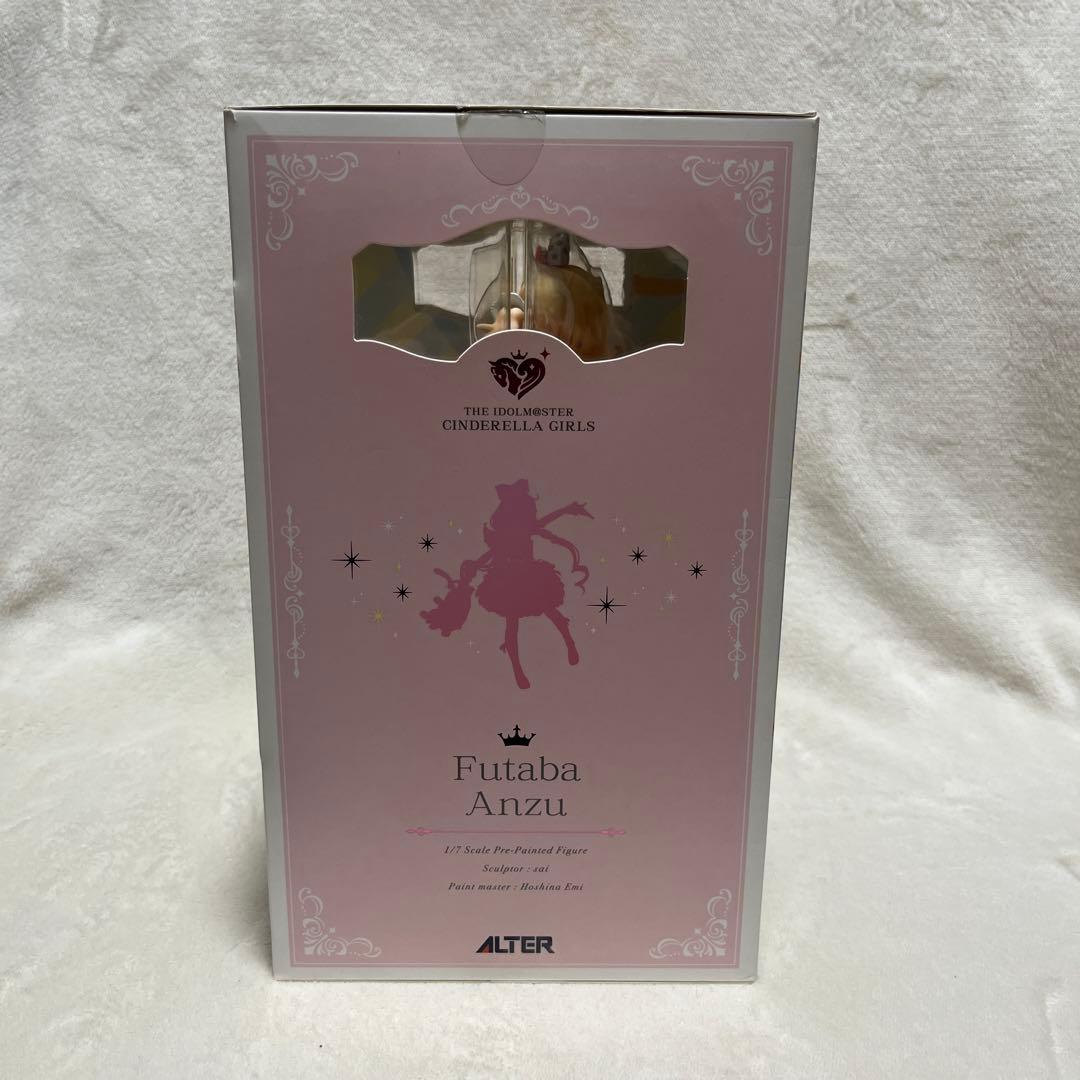 THE IDOLM@STER
CINDERELLA GIRLS
Futaba
Anzu
1/7 Scale Pre-Painted Figure
Sculptor : sai
Paint master : Hoshina Emi
ALTER